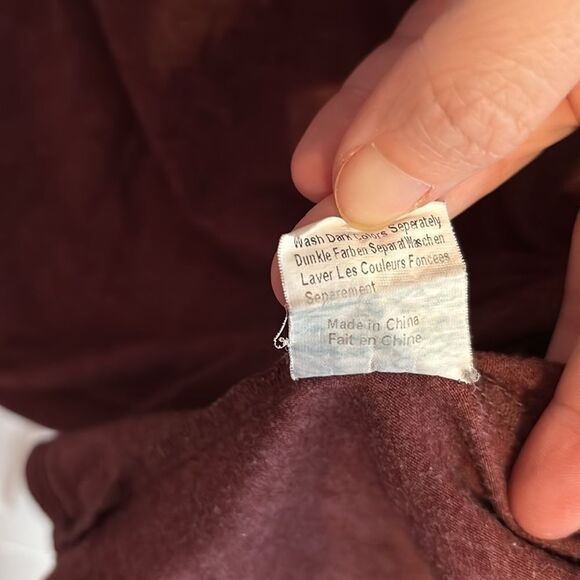 Wash Dark Colors Seperately
Dunkle Farben Separat Waschen
Laver Les Couleurs Foncees
Separement
Made in China
Fait en Chine